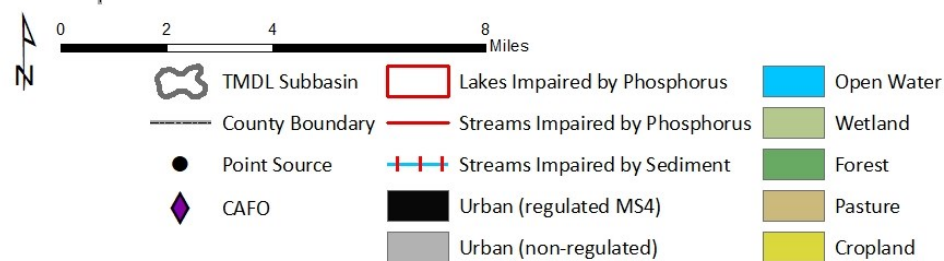 0 2 4 8 Miles
N
TMDL Subbasin
County Boundary
Point Source
CAFO
Lakes Impaired by Phosphorus
Streams Impaired by Phosphorus
Streams Impaired by Sediment
Urban (regulated MS4)
Urban (non-regulated)
Open Water
Wetland
Forest
Pasture
Cropland